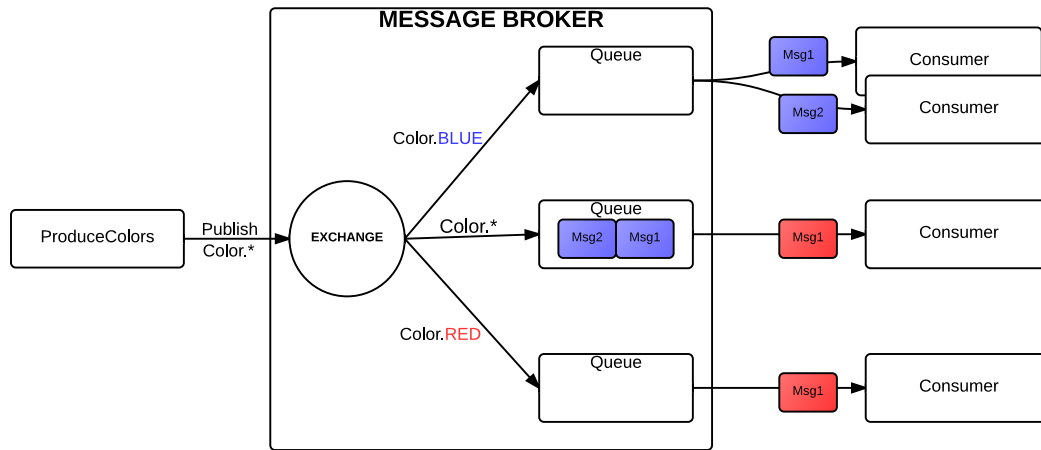 MESSAGE BROKER
Queue
Msg1
Consumer
Msg2
Consumer
Color.BLUE
ProduceColors
Publish
Color.*
EXCHANGE
Color.*
Queue
Msg2
Msg1
Msg1
Consumer
Color.RED
Queue
Msg1
Consumer